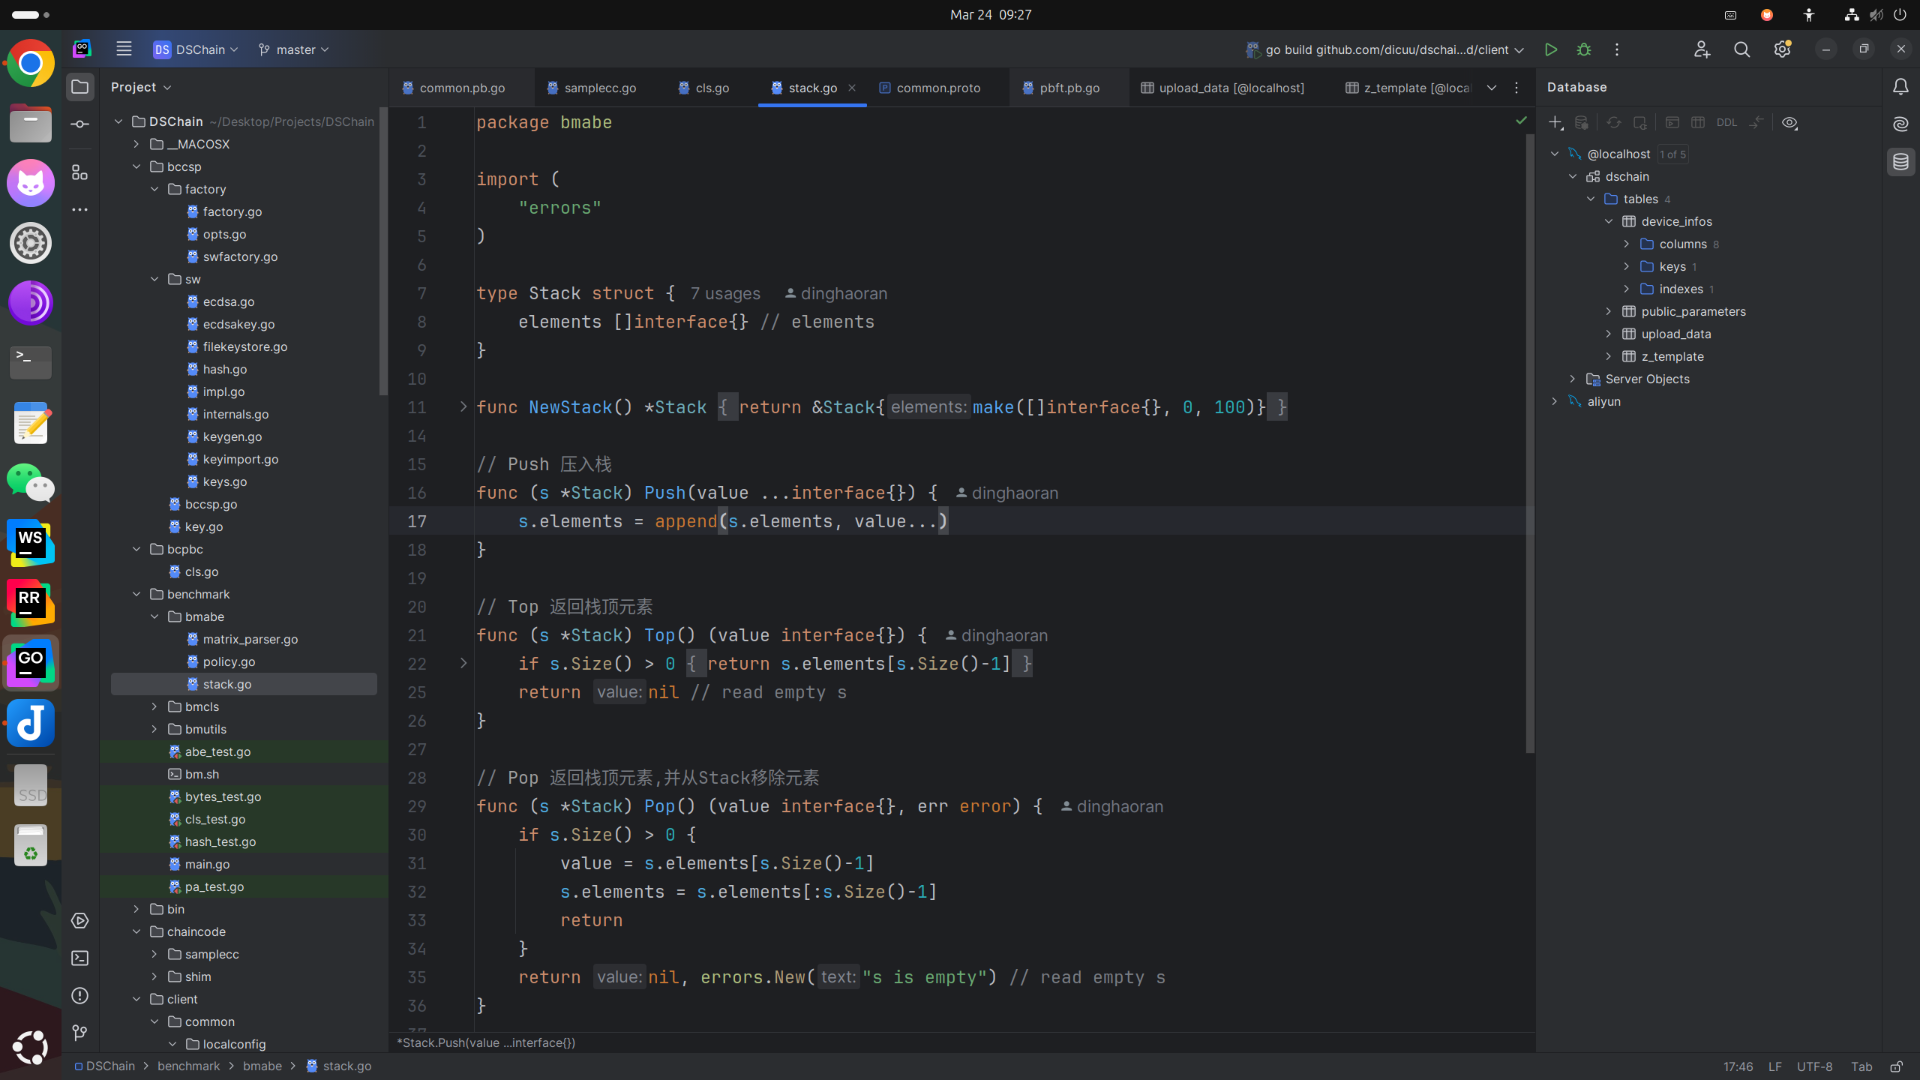 Mar 24 09:27
DS DSChain
master
go build github.com/dicuu/dschai...d/client
Project
common.pb.go
samplecc.go
cls.go
stack.go
common.proto
pbft.pb.go
upload_data [@localhost]
z_template [@loca
Database
DSChain ~/Desktop/Projects/DSChain
__MACOSX
bccsp
factory
factory.go
opts.go
swfactory.go
sw
ecdsa.go
ecdsakey.go
filekeystore.go
hash.go
impl.go
internals.go
keygen.go
keyimport.go
keys.go
bccsp.go
key.go
bcpbc
cls.go
benchmark
bmabe
matrix_parser.go
policy.go
stack.go
bmcls
bmutils
abe_test.go
bm.sh
bytes_test.go
cls_test.go
hash_test.go
main.go
pa_test.go
bin
chaincode
samplecc
shim
client
common
localconfig
1 package bmabe
2
3 import (
4 "errors"
5 )
6
7 type Stack struct { 7 usages dinghaoran
8 elements []interface{} // elements
9 }
10
11 func NewStack() *Stack { return &Stack{ elements: make([]interface{}, 0, 100)} }
14
15 // Push 压入栈
16 func (s *Stack) Push(value ...interface{}) { dinghaoran
17 s.elements = append(s.elements, value...)
18 }
19
20 // Top 返回栈顶元素
21 func (s *Stack) Top() (value interface{}) { dinghaoran
22 if s.Size() > 0 { return s.elements[s.Size()-1] }
25 return value: nil // read empty s
26 }
27
28 // Pop 返回栈顶元素,并从Stack移除元素
29 func (s *Stack) Pop() (value interface{}, err error) { dinghaoran
30 if s.Size() > 0 {
31 value = s.elements[s.Size()-1]
32 s.elements = s.elements[:s.Size()-1]
33 return
34 }
35 return value: nil, errors.New( text: "s is empty") // read empty s
36 }
*Stack.Push(value ...interface{})
DDL
@localhost 1 of 5
dschain
tables 4
device_infos
columns 8
keys 1
indexes 1
public_parameters
upload_data
z_template
Server Objects
aliyun
WS
RR
GO
SSD
DSChain
benchmark
bmabe
stack.go
17:46
LF
UTF-8
Tab